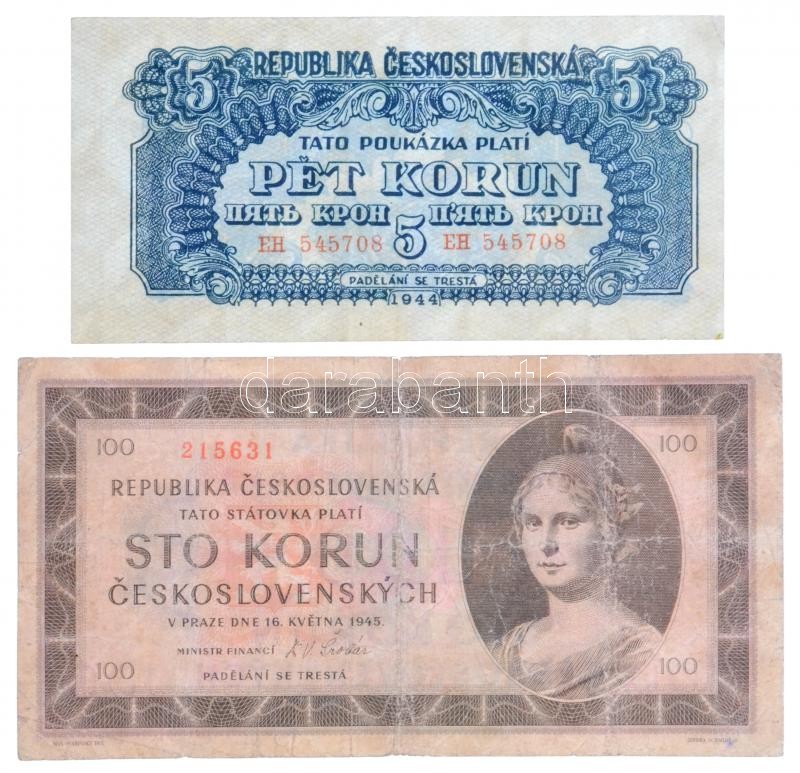 5 REPUBLIKA ČESKOSLOVENSKÁ 5
TATO POUKÁZKA PLATÍ
PĚT KORUN
ПЯТЬ КРОН 5 П'ЯТЬ КРОН
EH 545708 EH 545708
PADĚLÁNÍ SE TRESTÁ
1944
darabanth
100 215631 100
REPUBLIKA ČESKOSLOVENSKÁ
TATO STÁTOVKA PLATÍ
STO KORUN
ČESKOSLOVENSKÝCH
V PRAZE DNE 16. KVĚTNA 1945.
MINISTR FINANCÍ
100 100
PADĚLÁNÍ SE TRESTÁ